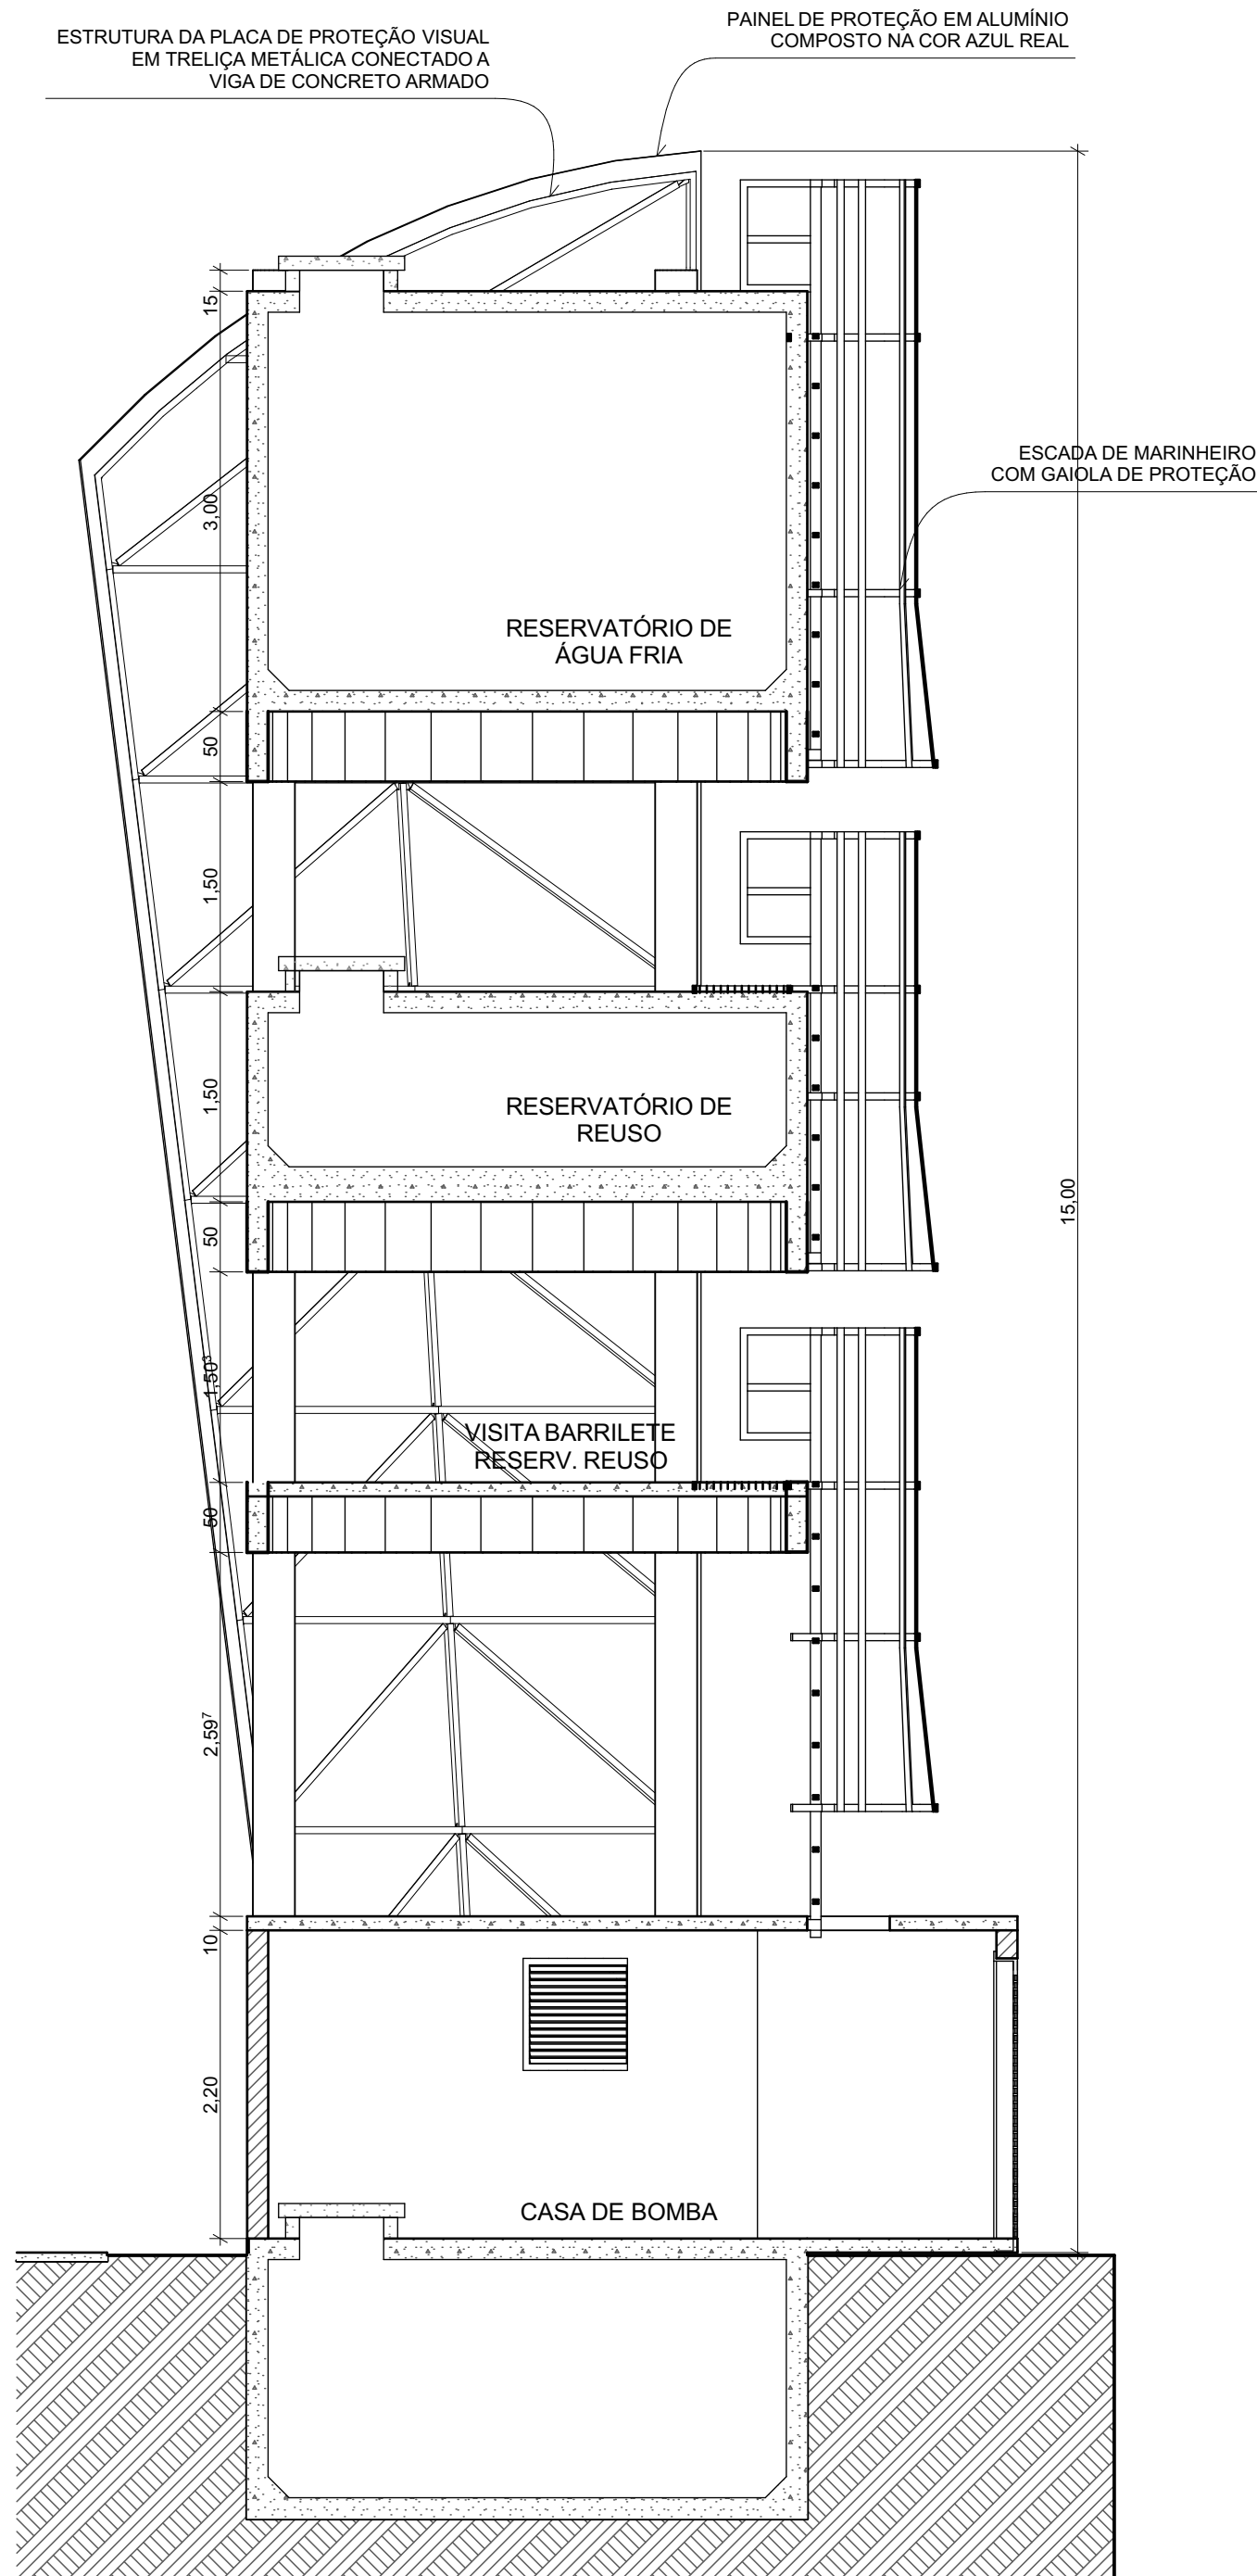 PAINEL DE PROTEÇÃO EM ALUMÍNIO
COMPOSTO NA COR AZUL REAL
ESTRUTURA DA PLACA DE PROTEÇÃO VISUAL
EM TRELIÇA METÁLICA CONECTADO A
VIGA DE CONCRETO ARMADO
15
ESCADA DE MARINHEIRO
COM GAIOLA DE PROTEÇÃO
3,00
RESERVATÓRIO DE
ÁGUA FRIA
50
1,50
1,50
RESERVATÓRIO DE
REUSO
15,00
50
1,50³
VISITA BARRILETE
RESERV. REUSO
50
2,59⁷
10
2,20
CASA DE BOMBA